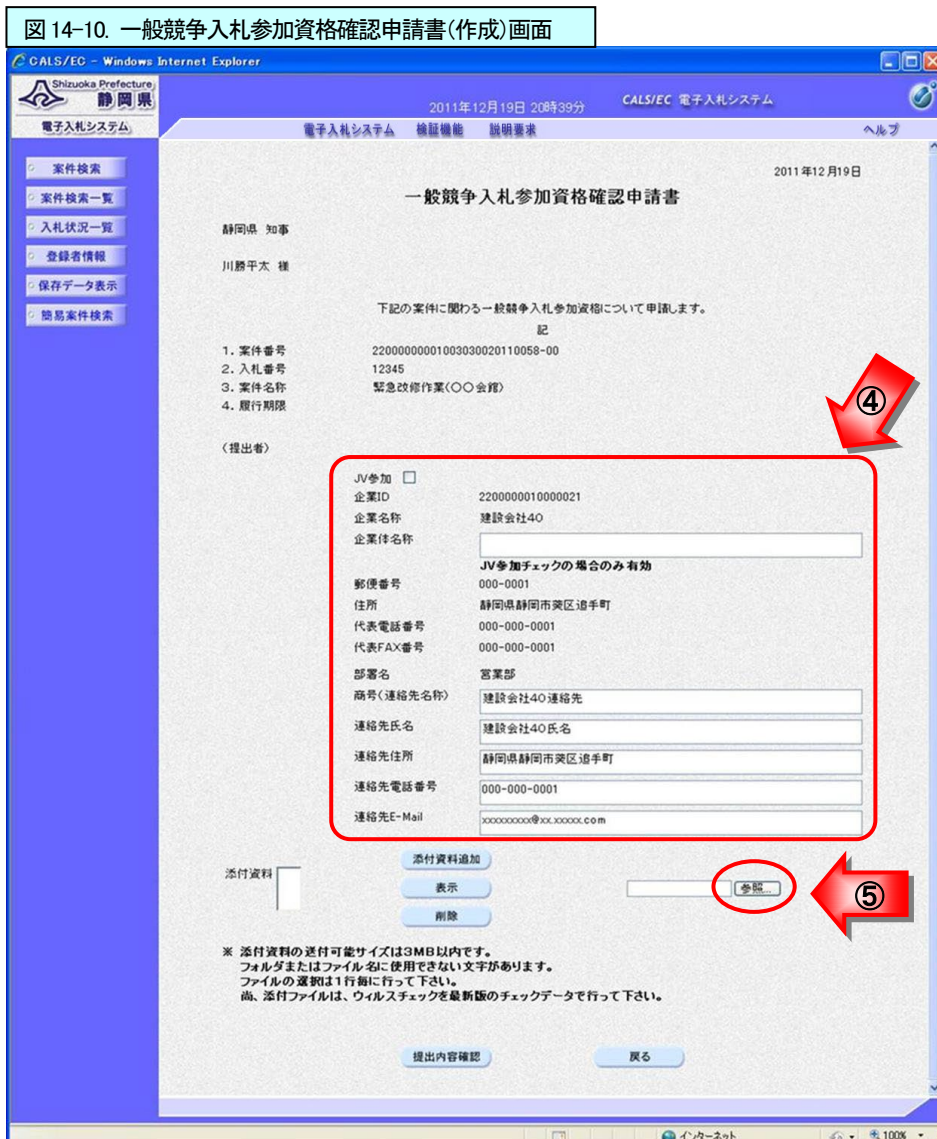 図 14-10. 一般競争入札参加資格確認申請書(作成)画面
CALS/EC - Windows Internet Explorer
Shizuoka Prefecture
静岡県
電子入札システム
2011年12月19日 20時39分
CALS/EC 電子入札システム
電子入札システム 検証機能 説明要求 ヘルプ
案件検索
案件検索一覧
入札状況一覧
登録者情報
保存データ表示
簡易案件検索
2011年12月19日
一般競争入札参加資格確認申請書
静岡県 知事
川勝平太 様
下記の案件に関わる一般競争入札参加資格について申請します。
記
1. 案件番号 2200000000100303002011 0058-00
2. 入札番号 12345
3. 案件名称 緊急改修作業(〇〇会館)
4. 履行期限
④
(提出者)
JV参加
企業ID 2200000010000021
企業名称 建設会社40
企業体名称
JV参加チェックの場合のみ有効
郵便番号 000-0001
住所 静岡県静岡市葵区追手町
代表電話番号 000-000-0001
代表FAX番号 000-000-0001
部署名 営業部
商号(連絡先名称) 建設会社40連絡先
連絡先氏名 建設会社40氏名
連絡先住所 静岡県静岡市葵区追手町
連絡先電話番号 000-000-0001
連絡先E-Mail xxxxxxxxx@xx.xxxxx.com
添付資料
添付資料追加
表示
削除
参照...
⑤
※ 添付資料の送付可能サイズは3MB以内です。
フォルダまたはファイル名に使用できない文字があります。
ファイルの選択は1行毎に行って下さい。
尚、添付ファイルは、ウィルスチェックを最新版のチェックデータで行って下さい。
提出内容確認 戻る
インターネット 100%